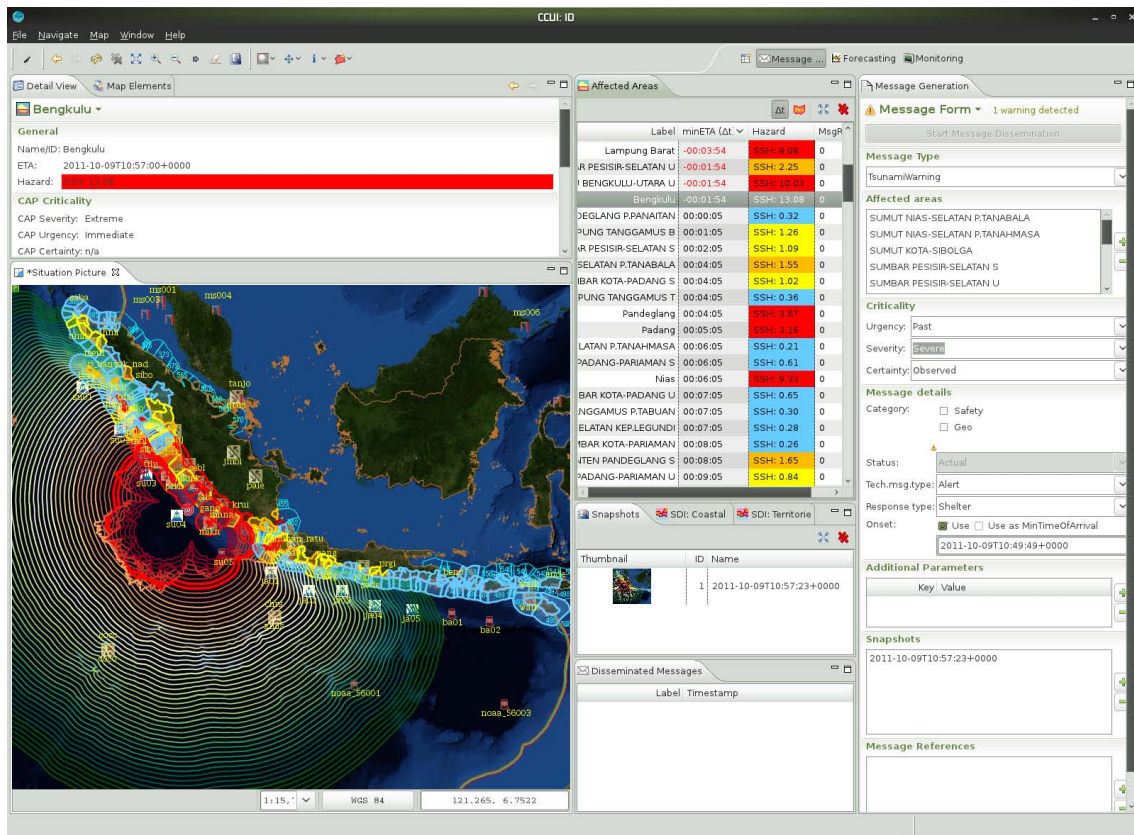 CCUI: ID
File Navigate Map Window Help
Message ... Forecasting Monitoring
Detail View Map Elements
Bengkulu
General
Name/ID: Bengkulu
ETA: 2011-10-09T10:57:00+0000
Hazard: SSH: 13.08
CAP Criticality
CAP Severity: Extreme
CAP Urgency: Immediate
CAP Certainty: n/a
*Situation Picture
ms001
ms003
ms004
ms006
saba
sibo
tanjo
jmbl
pale
su03
su04
su05
krui
prgi
ja04
ja05
ba01
ba02
noaa_56001
noaa_56003
WGS 84
121.265, 6.7522
Affected Areas
Δt
Label minETA (Δt) Hazard MsgR
Lampung Barat -00:03:54 SSH: 9.08 0
AR PESISIR-SELATAN U -00:01:54 SSH: 2.25 0
BENGKULU-UTARA U -00:01:54 SSH: 10.03 0
Bengkulu -00:01:54 SSH: 13.08 0
DEGLANG P.PANAITAN 00:00:05 SSH: 0.32 0
PUNG TANGGAMUS B 00:01:05 SSH: 1.26 0
AR PESISIR-SELATAN S 00:02:05 SSH: 1.09 0
SELATAN P.TANABALA 00:04:05 SSH: 1.55 0
BAR KOTA-PADANG S 00:04:05 SSH: 1.02 0
PUNG TANGGAMUS T 00:04:05 SSH: 0.36 0
Pandeglang 00:04:05 SSH: 3.87 0
Padang 00:05:05 SSH: 3.16 0
LATAN P.TANAHMASA 00:06:05 SSH: 0.21 0
PADANG-PARIAMAN S 00:06:05 SSH: 0.61 0
Nias 00:06:05 SSH: 9.33 0
BAR KOTA-PADANG U 00:07:05 SSH: 0.65 0
NGGAMUS P.TABUAN 00:07:05 SSH: 0.30 0
ELATAN KEP.LEGUNDI 00:07:05 SSH: 0.28 0
BAR KOTA-PARIAMAN 00:08:05 SSH: 0.26 0
TEN PANDEGLANG S 00:08:05 SSH: 1.65 0
PADANG-PARIAMAN U 00:09:05 SSH: 0.84 0
Snapshots SDI: Coastal SDI: Territorie
Thumbnail ID Name
1 2011-10-09T10:57:23+0000
Disseminated Messages
Label Timestamp
Message Generation
Message Form 1 warning detected
Start Message Dissemination
Message Type
TsunamiWarning
Affected areas
SUMUT NIAS-SELATAN P.TANABALA
SUMUT NIAS-SELATAN P.TANAHMASA
SUMUT KOTA-SIBOLGA
SUMBAR PESISIR-SELATAN S
SUMBAR PESISIR-SELATAN U
Criticality
Urgency: Past
Severity: Severe
Certainty: Observed
Message details
Category: Safety
Geo
Status: Actual
Tech.msg.type: Alert
Response type: Shelter
Onset: Use Use as MinTimeOfArrival
2011-10-09T10:49:49+0000
Additional Parameters
Key Value
Snapshots
2011-10-09T10:57:23+0000
Message References